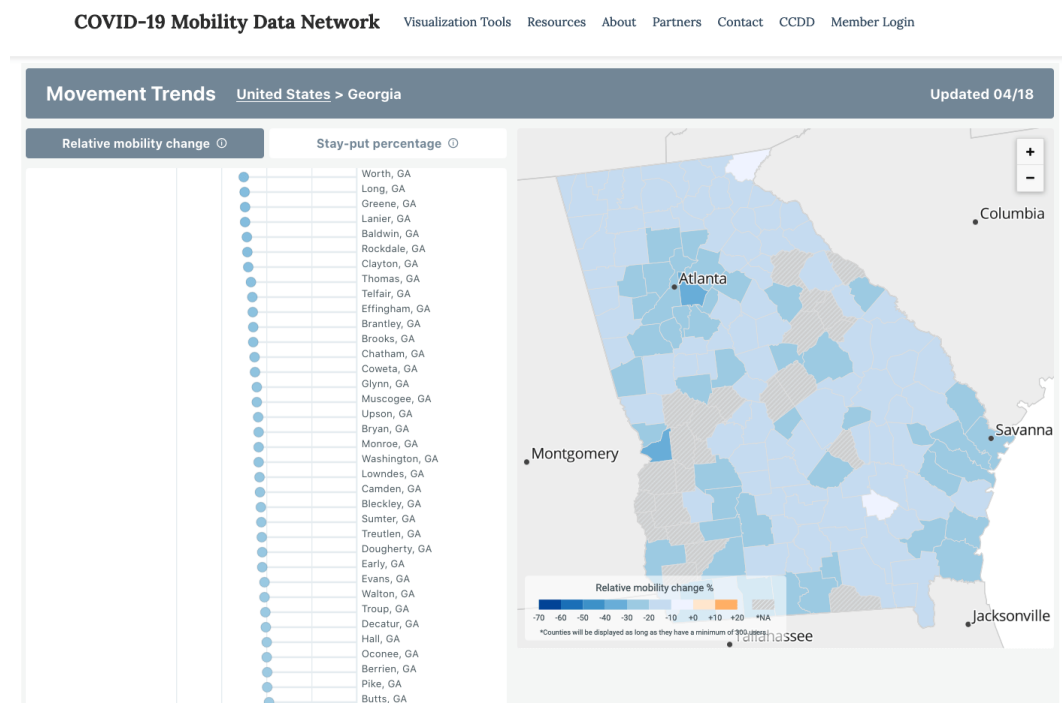 COVID-19 Mobility Data Network
Visualization Tools Resources About Partners Contact CCDD Member Login
Movement Trends United States > Georgia Updated 04/18
Relative mobility change ⓘ Stay-put percentage ⓘ
Worth, GA
Long, GA
Greene, GA
Lanier, GA
Baldwin, GA
Rockdale, GA
Clayton, GA
Thomas, GA
Telfair, GA
Effingham, GA
Brantley, GA
Brooks, GA
Chatham, GA
Coweta, GA
Glynn, GA
Muscogee, GA
Upson, GA
Bryan, GA
Monroe, GA
Washington, GA
Lowndes, GA
Camden, GA
Bleckley, GA
Sumter, GA
Treutlen, GA
Dougherty, GA
Early, GA
Evans, GA
Walton, GA
Troup, GA
Decatur, GA
Hall, GA
Oconee, GA
Berrien, GA
Pike, GA
Butts, GA
+
−
Columbia
Atlanta
Savanna
Montgomery
Jacksonville
Tallahassee
Relative mobility change %
-70 -60 -50 -40 -30 -20 -10 +0 +10 +20 *NA
*Counties will be displayed as long as they have a minimum of 300 users.